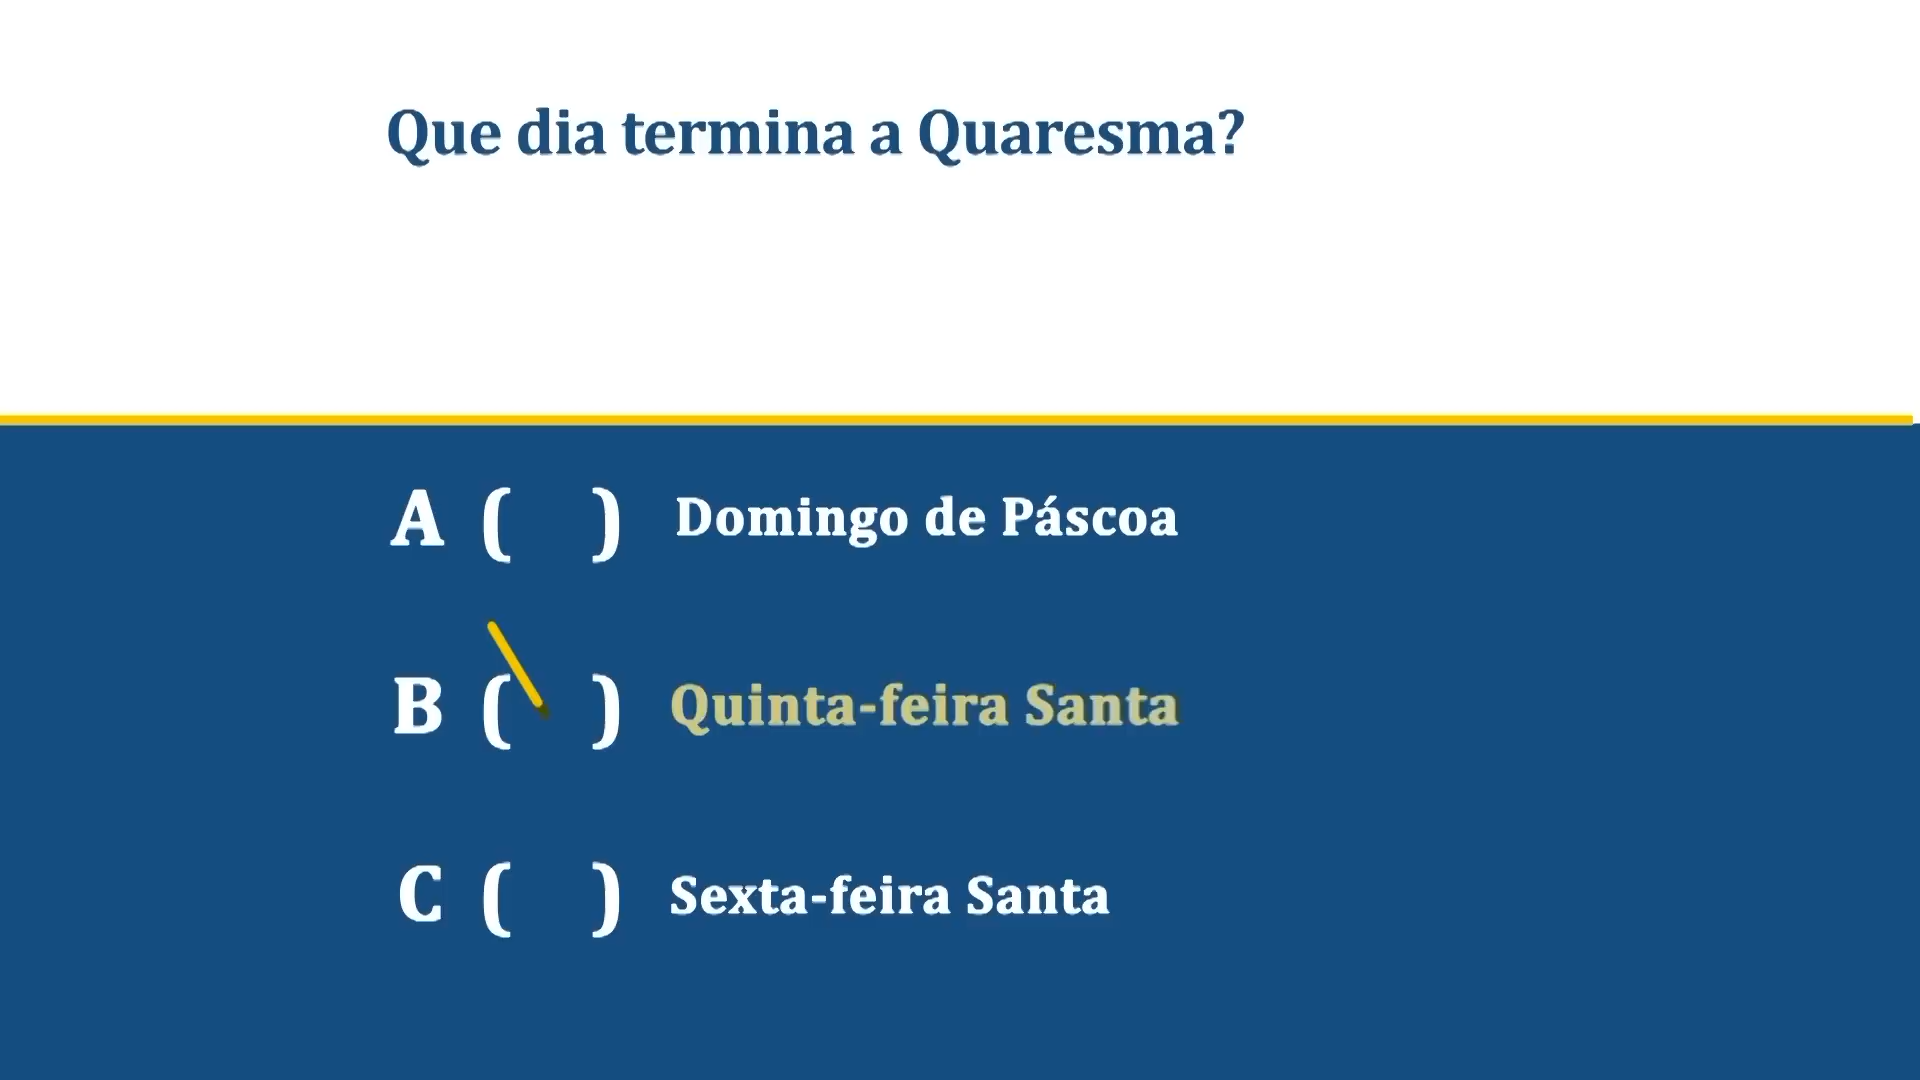 Que dia termina a Quaresma?
A ( ) Domingo de Páscoa
B ( ) Quinta-feira Santa
C ( ) Sexta-feira Santa